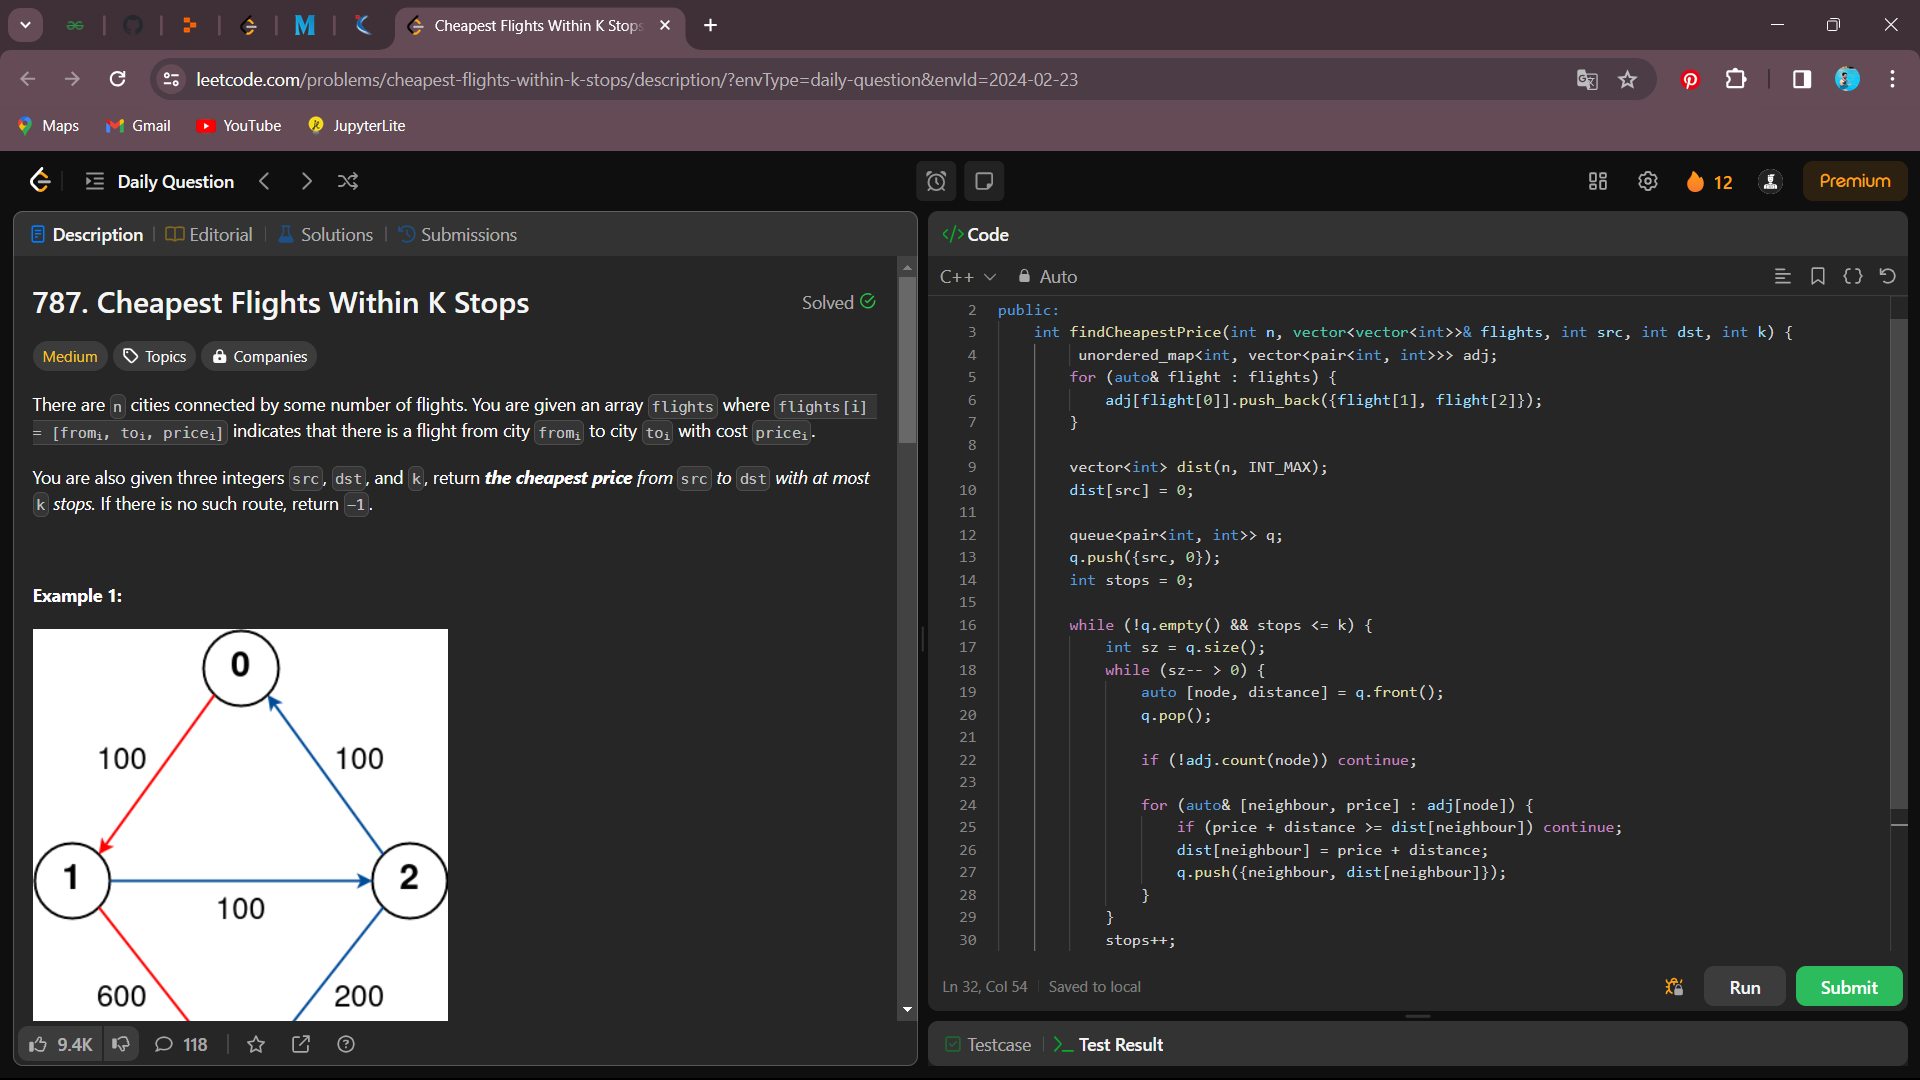 Cheapest Flights Within K Stops
leetcode.com/problems/cheapest-flights-within-k-stops/description/?envType=daily-question&envId=2024-02-23
Maps Gmail YouTube JupyterLite
Daily Question 12 Premium
Description Editorial Solutions Submissions
787. Cheapest Flights Within K Stops Solved
Medium Topics Companies
There are n cities connected by some number of flights. You are given an array flights where flights[i]
= [fromᵢ, toᵢ, priceᵢ] indicates that there is a flight from city fromᵢ to city toᵢ with cost priceᵢ.
You are also given three integers src, dst, and k, return the cheapest price from src to dst with at most
k stops. If there is no such route, return -1.
Example 1:
0
100 100
1 2
100
600 200
9.4K 118
</> Code
C++ Auto
2 public:
3 int findCheapestPrice(int n, vector<vector<int>>& flights, int src, int dst, int k) {
4 unordered_map<int, vector<pair<int, int>>> adj;
5 for (auto& flight : flights) {
6 adj[flight[0]].push_back({flight[1], flight[2]});
7 }
8
9 vector<int> dist(n, INT_MAX);
10 dist[src] = 0;
11
12 queue<pair<int, int>> q;
13 q.push({src, 0});
14 int stops = 0;
15
16 while (!q.empty() && stops <= k) {
17 int sz = q.size();
18 while (sz-- > 0) {
19 auto [node, distance] = q.front();
20 q.pop();
21
22 if (!adj.count(node)) continue;
23
24 for (auto& [neighbour, price] : adj[node]) {
25 if (price + distance >= dist[neighbour]) continue;
26 dist[neighbour] = price + distance;
27 q.push({neighbour, dist[neighbour]});
28 }
29 }
30 stops++;
Ln 32, Col 54 Saved to local Run Submit
Testcase Test Result